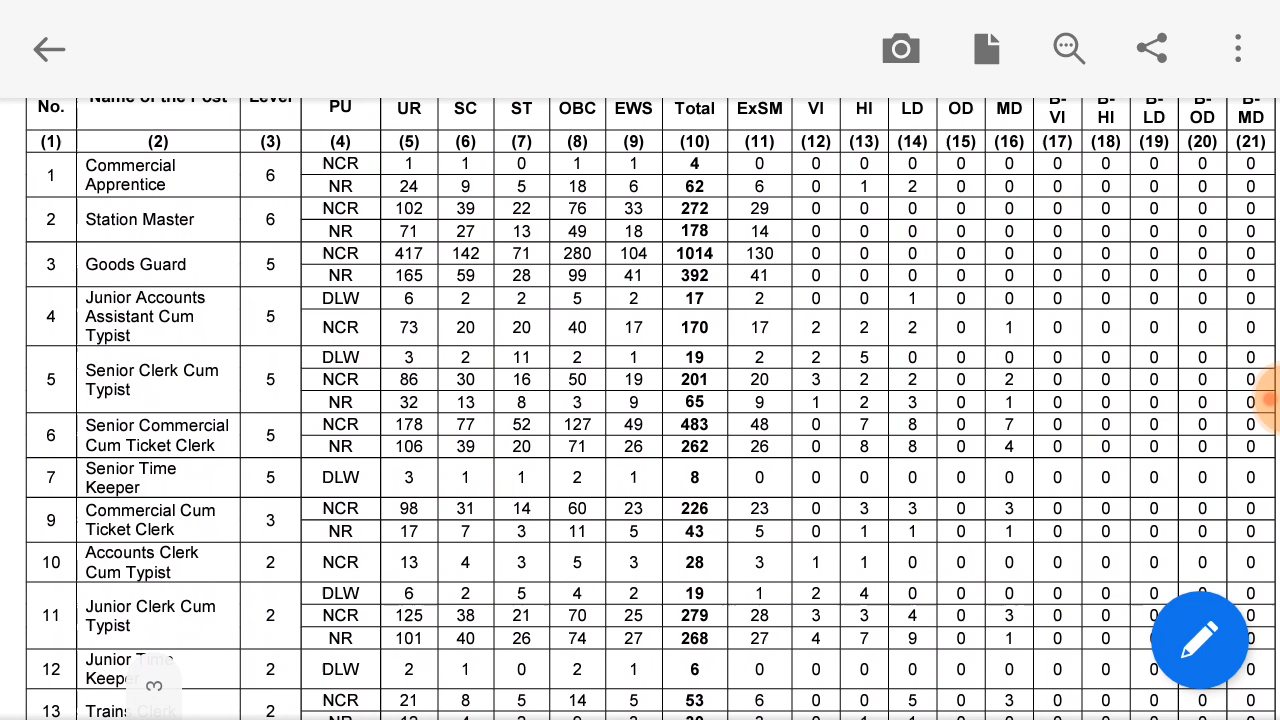 No. Name of the Post Level PU UR SC ST OBC EWS Total ExSM VI HI LD OD MD B-VI B-HI B-LD B-OD B-MD
(1) (2) (3) (4) (5) (6) (7) (8) (9) (10) (11) (12) (13) (14) (15) (16) (17) (18) (19) (20) (21)
1 Commercial Apprentice 6 NCR 1 1 0 1 1 4 0 0 0 0 0 0 0 0 0 0 0
NR 24 9 5 18 6 62 6 0 1 2 0 0 0 0 0 0 0
2 Station Master 6 NCR 102 39 22 76 33 272 29 0 0 0 0 0 0 0 0 0 0
NR 71 27 13 49 18 178 14 0 0 0 0 0 0 0 0 0 0
3 Goods Guard 5 NCR 417 142 71 280 104 1014 130 0 0 0 0 0 0 0 0 0 0
NR 165 59 28 99 41 392 41 0 0 0 0 0 0 0 0 0 0
4 Junior Accounts Assistant Cum Typist 5 DLW 6 2 2 5 2 17 2 0 0 1 0 0 0 0 0 0 0
NCR 73 20 20 40 17 170 17 2 2 2 0 1 0 0 0 0 0
5 Senior Clerk Cum Typist 5 DLW 3 2 11 2 1 19 2 2 5 0 0 0 0 0 0 0 0
NCR 86 30 16 50 19 201 20 3 2 2 0 2 0 0 0 0 0
NR 32 13 8 3 9 65 9 1 2 3 0 1 0 0 0 0 0
6 Senior Commercial Cum Ticket Clerk 5 NCR 178 77 52 127 49 483 48 0 7 8 0 7 0 0 0 0 0
NR 106 39 20 71 26 262 26 0 8 8 0 4 0 0 0 0 0
7 Senior Time Keeper 5 DLW 3 1 1 2 1 8 0 0 0 0 0 0 0 0 0 0 0
9 Commercial Cum Ticket Clerk 3 NCR 98 31 14 60 23 226 23 0 3 3 0 3 0 0 0 0 0
NR 17 7 3 11 5 43 5 0 1 1 0 1 0 0 0 0 0
10 Accounts Clerk Cum Typist 2 NCR 13 4 3 5 3 28 3 1 1 0 0 0 0 0 0 0 0
11 Junior Clerk Cum Typist 2 DLW 6 2 5 4 2 19 1 2 4 0 0 0 0 0 0 0 0
NCR 125 38 21 70 25 279 28 3 3 4 0 3 0 0 0 0
NR 101 40 26 74 27 268 27 4 7 9 0 1 0 0 0
12 Junior Time Keeper 2 DLW 2 1 0 2 1 6 0 0 0 0 0 0 0 0 0 0 0
3
13 Trains Clerk 2 NCR 21 8 5 14 5 53 6 0 0 5 0 3 0 0 0 0 0